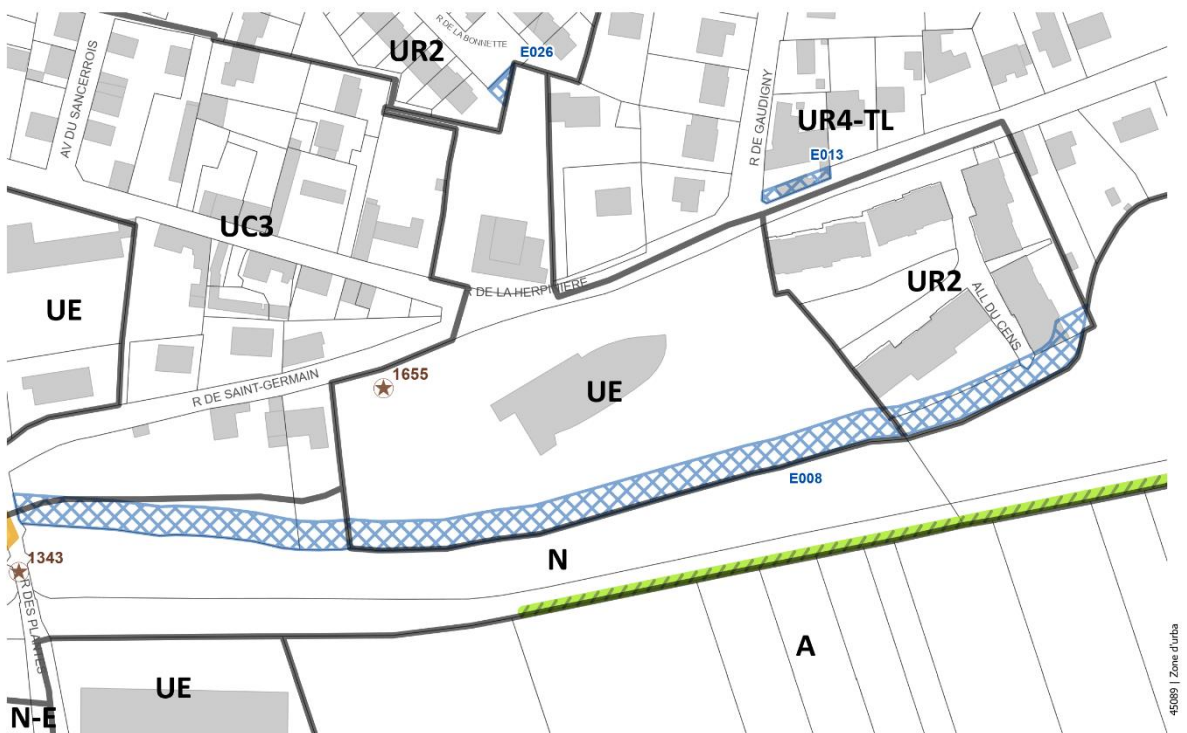 R DE LA BONNETTE
UR2
E026
AV DU SANCERROIS
R DE GAUDIGNY
UR4-TL
E013
UC3
UE
R DE LA HERPINIERE
UR2
ALL DU CENS
1655
R DE SAINT-GERMAIN
UE
E008
1343
N
R DES PLANTES
A
UE
N-E
45089 | Zone d'urba